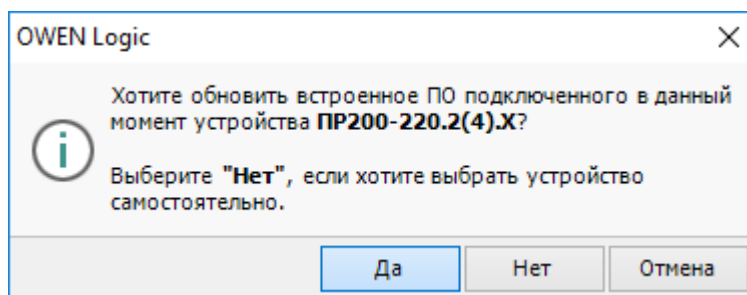 OWEN Logic
Хотите обновить встроенное ПО подключенного в данный
момент устройства ПР200-220.2(4).X?
Выберите "Нет", если хотите выбрать устройство
самостоятельно.
Да Нет Отмена